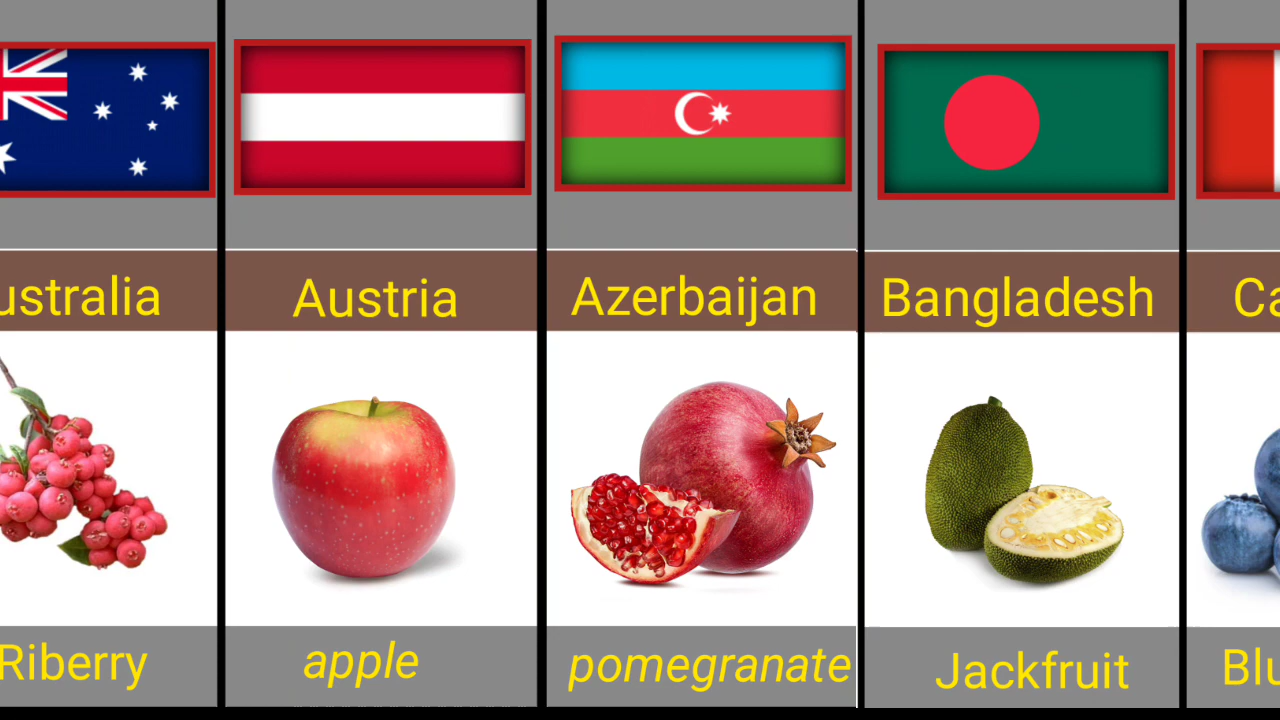 ustralia
Austria
Azerbaijan
Bangladesh
Ca
Riberry
apple
pomegranate
Jackfruit
Blu